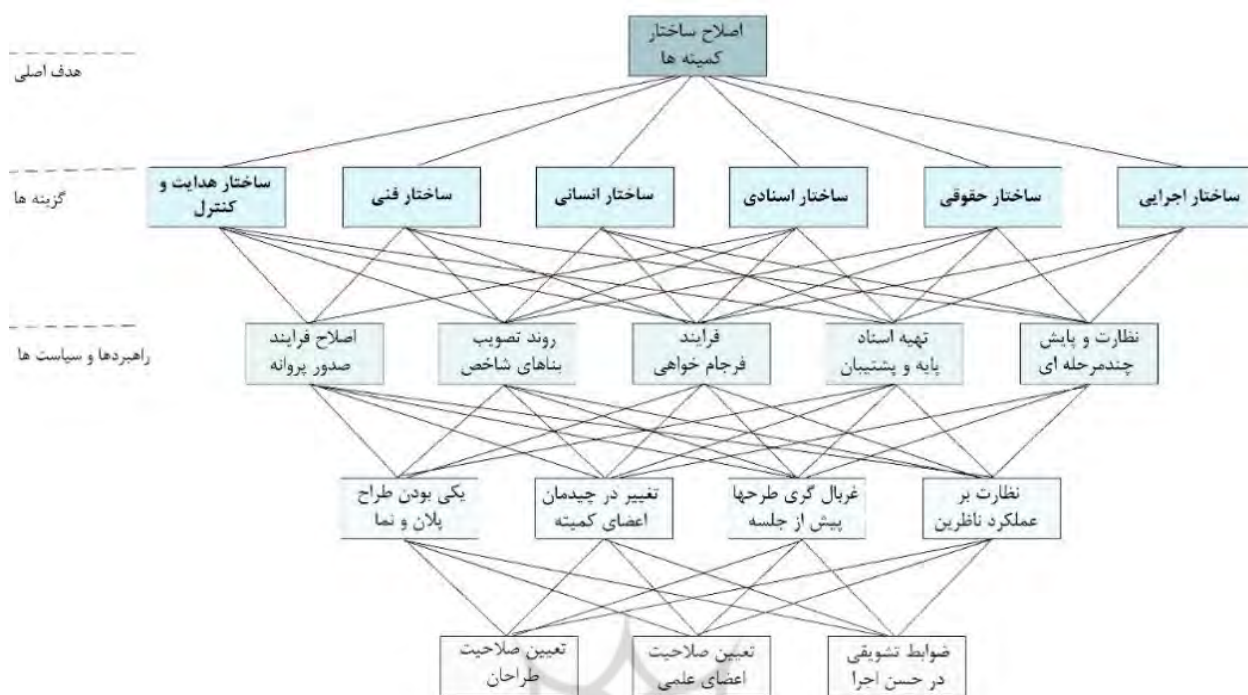 اصلاح ساختار
کمیته ها
هدف اصلی
ساختار اجرایی
ساختار حقوقی
ساختار اسنادی
ساختار انسانی
ساختار فنی
ساختار هدایت و
کنترل
گزینه ها
نظارت و پایش
چندمرحله ای
تهیه اسناد
پایه و پشتیبان
فرایند
فرجام خواهی
روند تصویب
بناهای شاخص
اصلاح فرایند
صدور پروانه
راهبردها و سیاست ها
نظارت بر
عملکرد ناظرین
غربال گری طرحها
پیش از جلسه
تغییر در چیدمان
اعضای کمیته
یکی بودن طراح
پلان و نما
ضوابط تشویقی
در حسن اجرا
تعیین صلاحیت
اعضای علمی
تعیین صلاحیت
طراحان